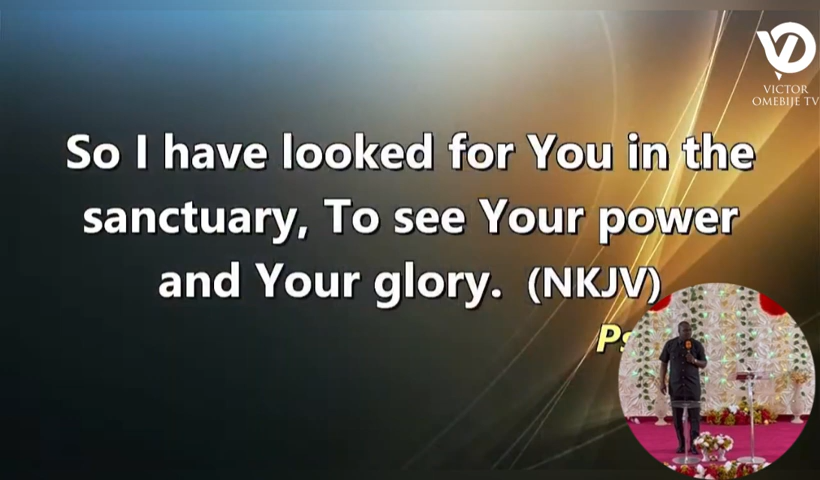 VICTOR
OMEBIJE TV
So I have looked for You in the
sanctuary, To see Your power
and Your glory. (NKJV)